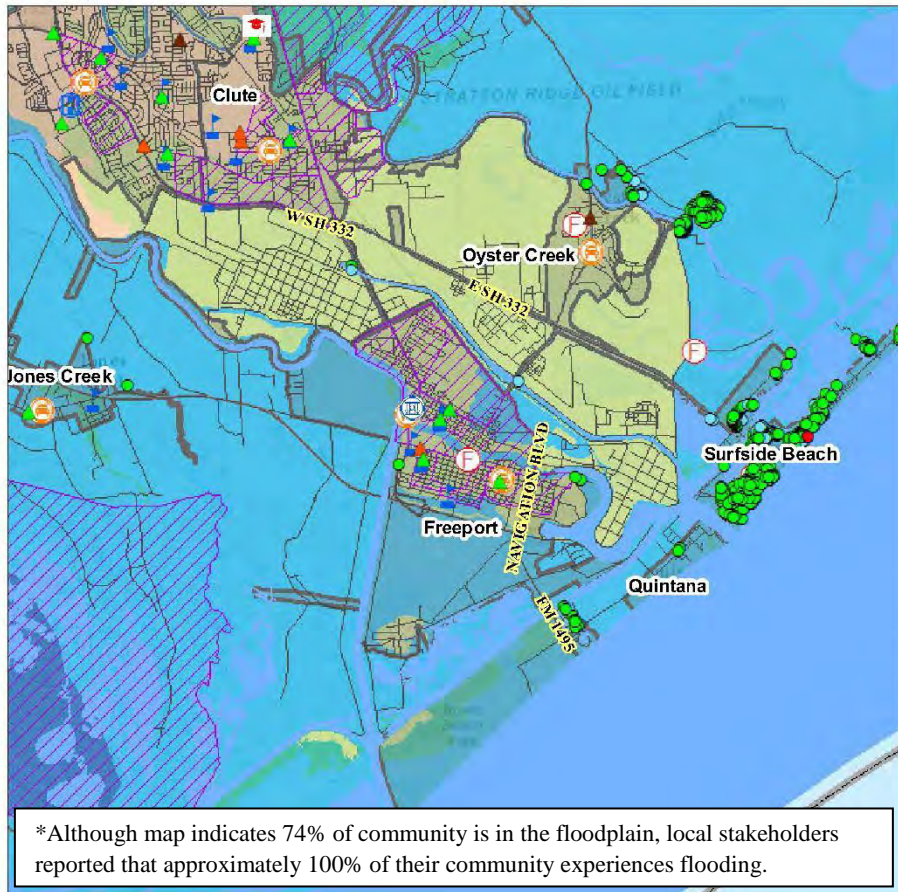 Clute
STRATTON RIDGE OIL FIELD
W SH 332
Oyster Creek
E SH 332
F
F
Jones Creek
Surfside Beach
F
NAVIGATION BLVD
Freeport
Quintana
FM 1495
*Although map indicates 74% of community is in the floodplain, local stakeholders
reported that approximately 100% of their community experiences flooding.